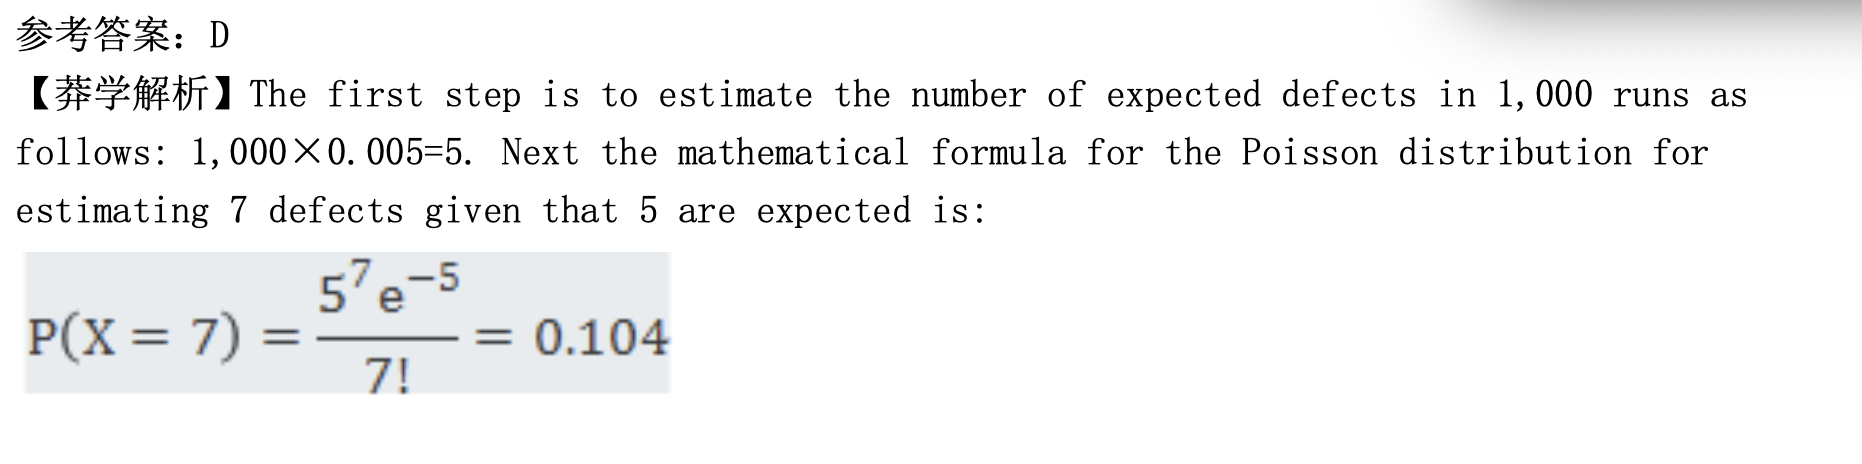 参考答案：D
【莽学解析】The first step is to estimate the number of expected defects in 1,000 runs as
follows: 1,000×0.005=5. Next the mathematical formula for the Poisson distribution for
estimating 7 defects given that 5 are expected is:
P(X = 7) = \frac{5^7 e^{-5}}{7!} = 0.104